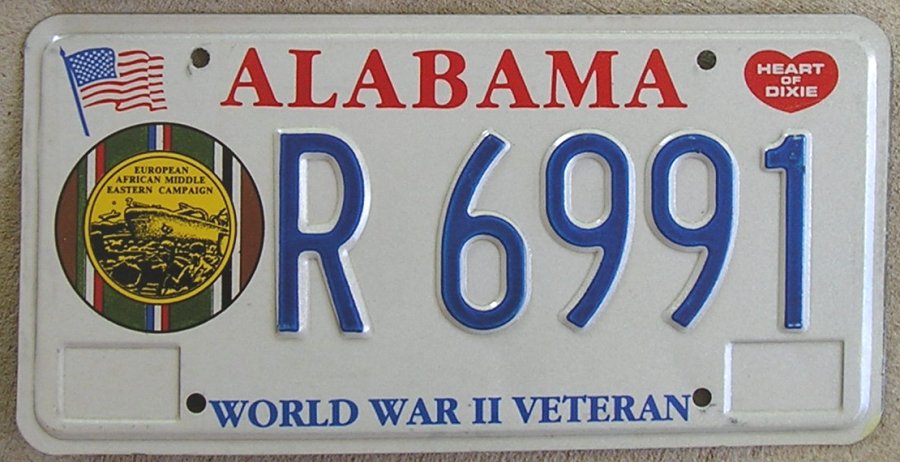 ALABAMA
HEART
OF
DIXIE
EUROPEAN
AFRICAN MIDDLE
EASTERN CAMPAIGN
R 6991
WORLD WAR II VETERAN